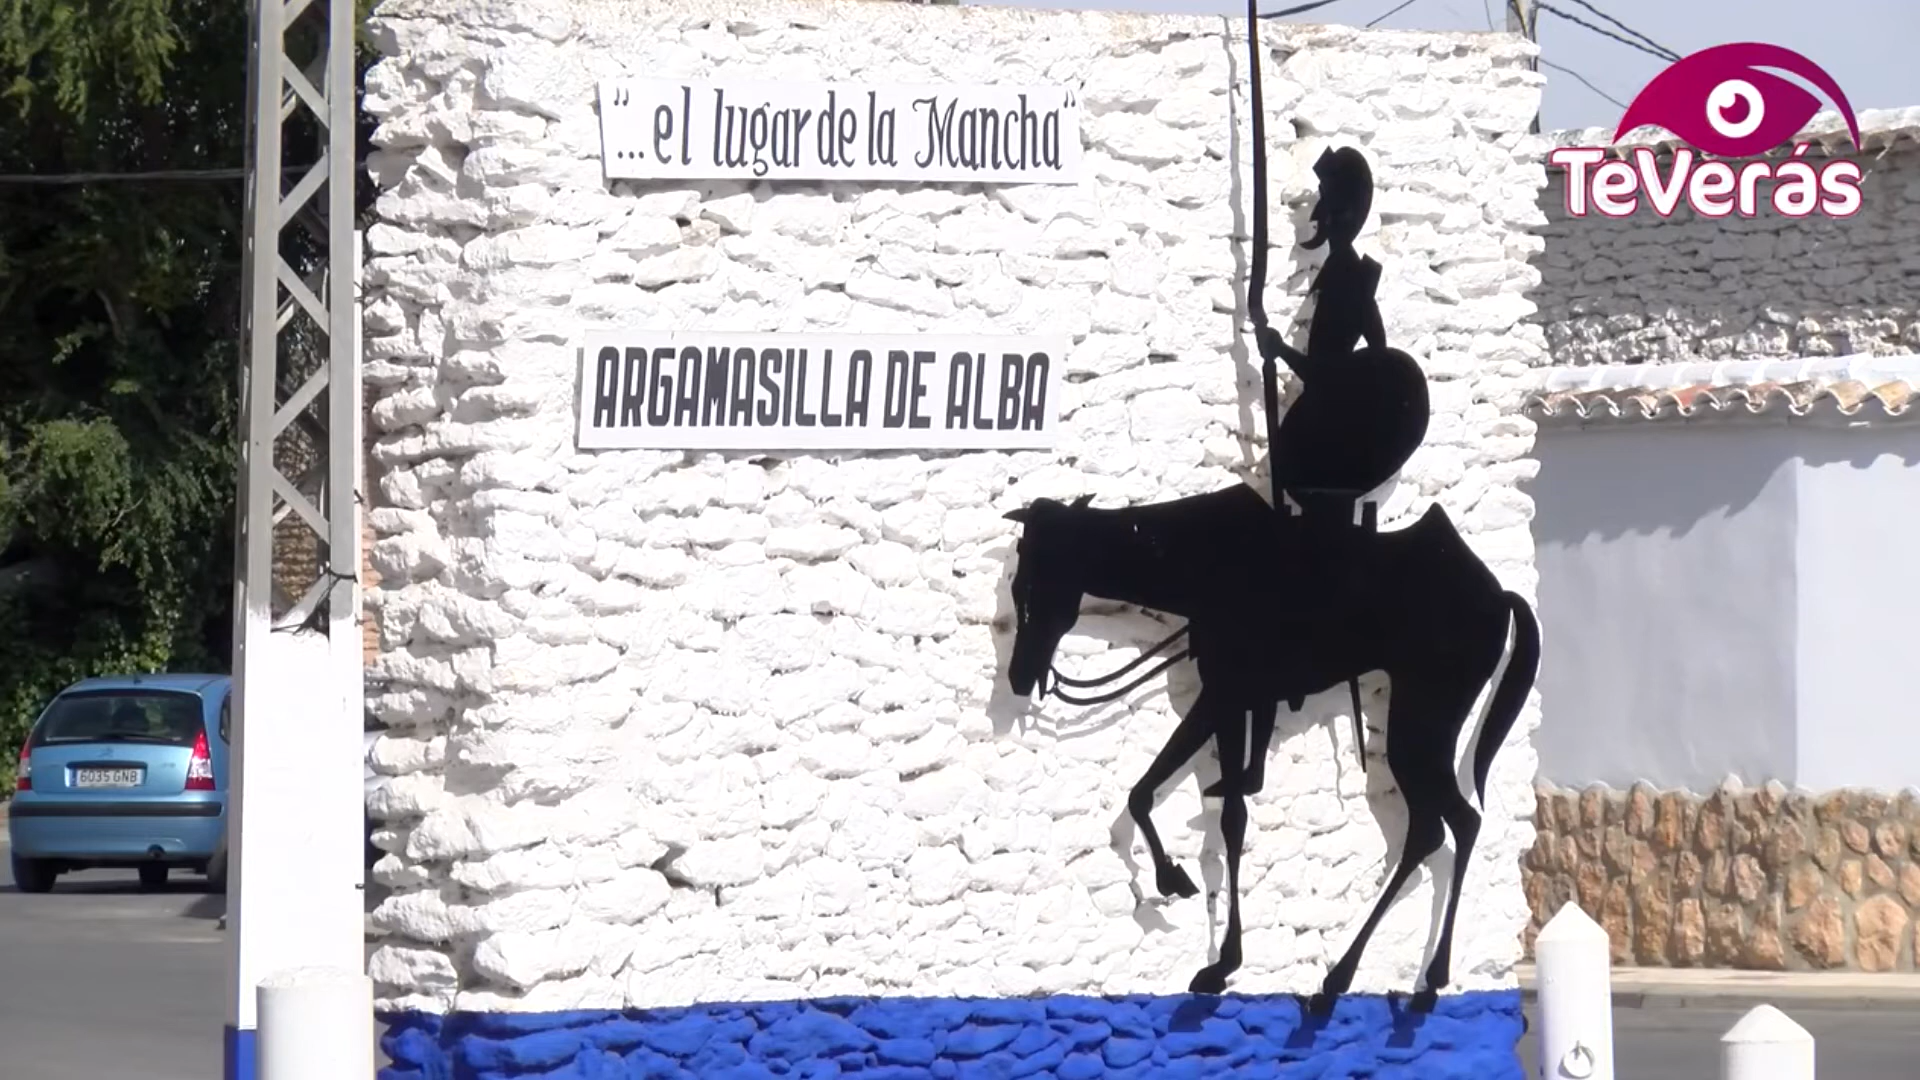 "...el lugar de la Mancha"
TeVerás
ARGAMASILLA DE ALBA
6035 GNB